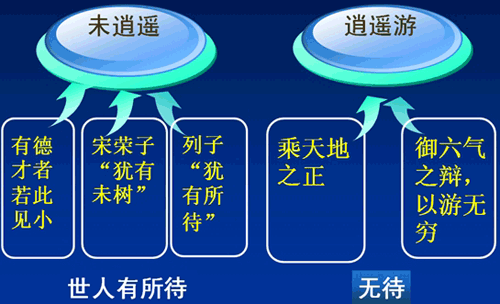 未逍遥
逍遥游
有德
才者
若此
见小
宋荣子
“犹有
未树”
列子
“犹
有所
待”
乘天地
之正
御六气
之辩，
以游无
穷
世人有所待
无待